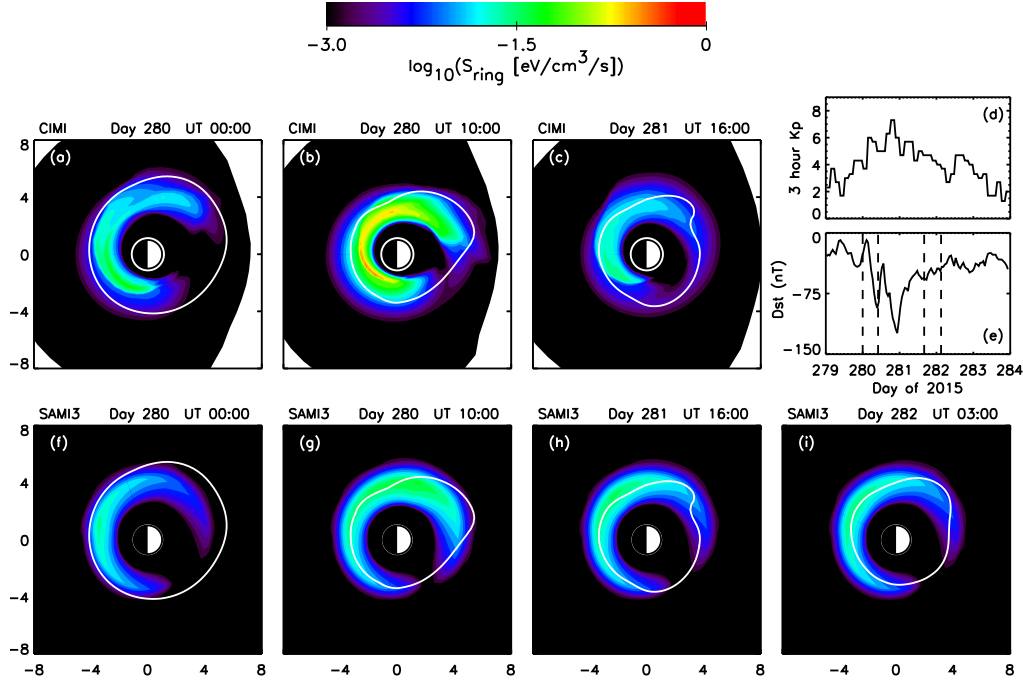 −3.0 −1.5 0
log10(Sring [eV/cm3/s])
CIMI Day 280 UT 00:00
CIMI Day 280 UT 10:00
CIMI Day 281 UT 16:00
(a)
(b)
(c)
8
4
0
−4
−8
3 hour Kp
8
6
4
2
0
(d)
Dst (nT)
0
−75
−150
(e)
279 280 281 282 283 284
Day of 2015
SAMI3 Day 280 UT 00:00
SAMI3 Day 280 UT 10:00
SAMI3 Day 281 UT 16:00
SAMI3 Day 282 UT 03:00
(f)
(g)
(h)
(i)
8
4
0
−4
−8
−8 −4 0 4 8
−4 0 4 8
−4 0 4 8
−4 0 4 8